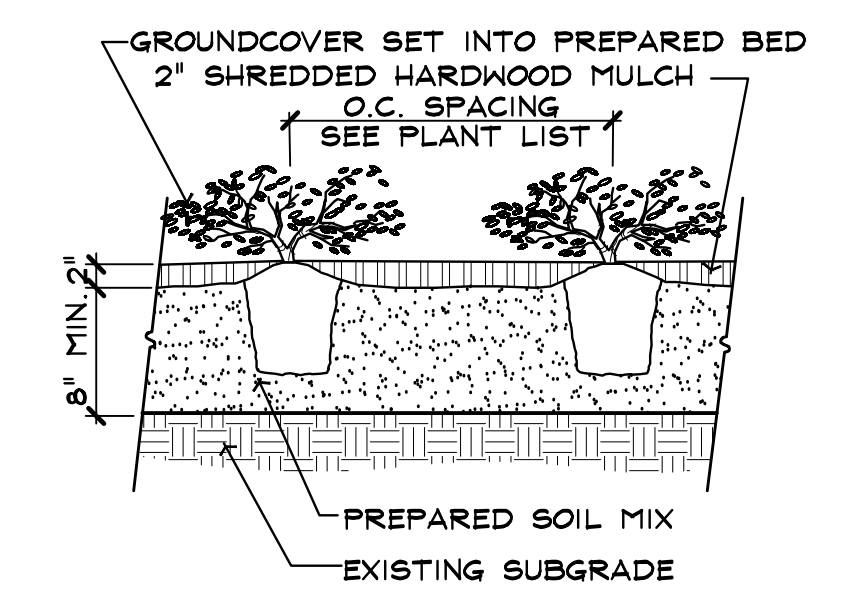 GROUNDCOVER SET INTO PREPARED BED
2" SHREDDED HARDWOOD MULCH
O.C. SPACING
SEE PLANT LIST
2"
8" MIN.
PREPARED SOIL MIX
EXISTING SUBGRADE